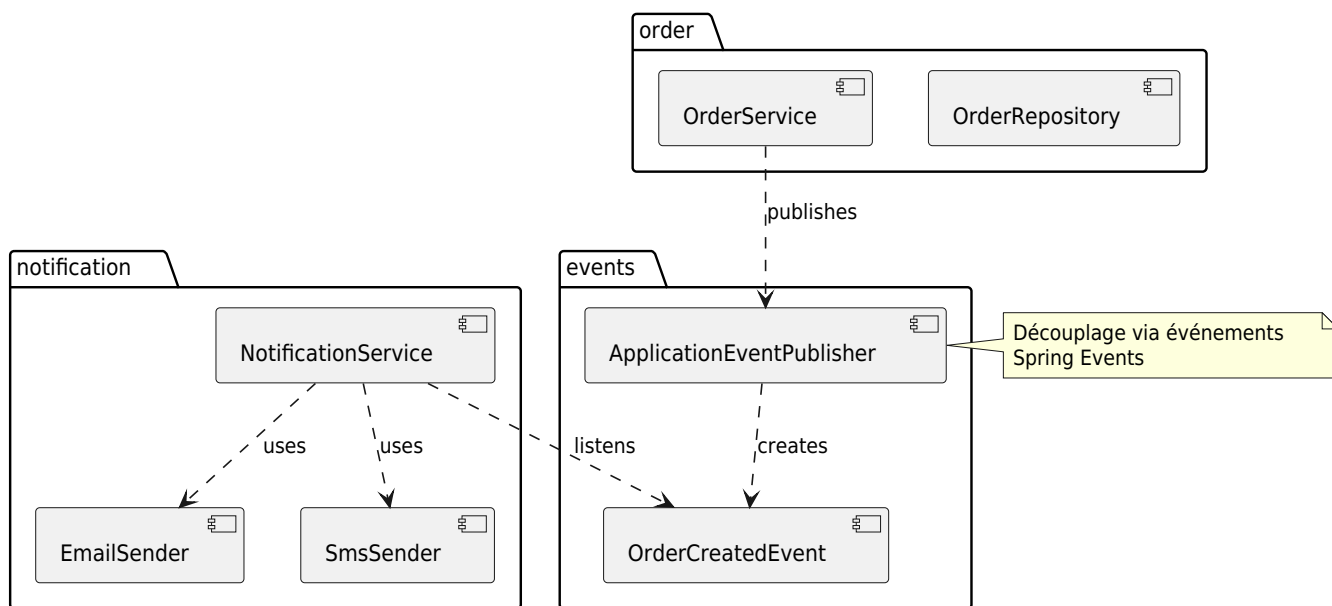 order
OrderService
OrderRepository
publishes
notification
events
NotificationService
ApplicationEventPublisher
Découplage via événements
Spring Events
uses
uses
listens
creates
EmailSender
SmsSender
OrderCreatedEvent